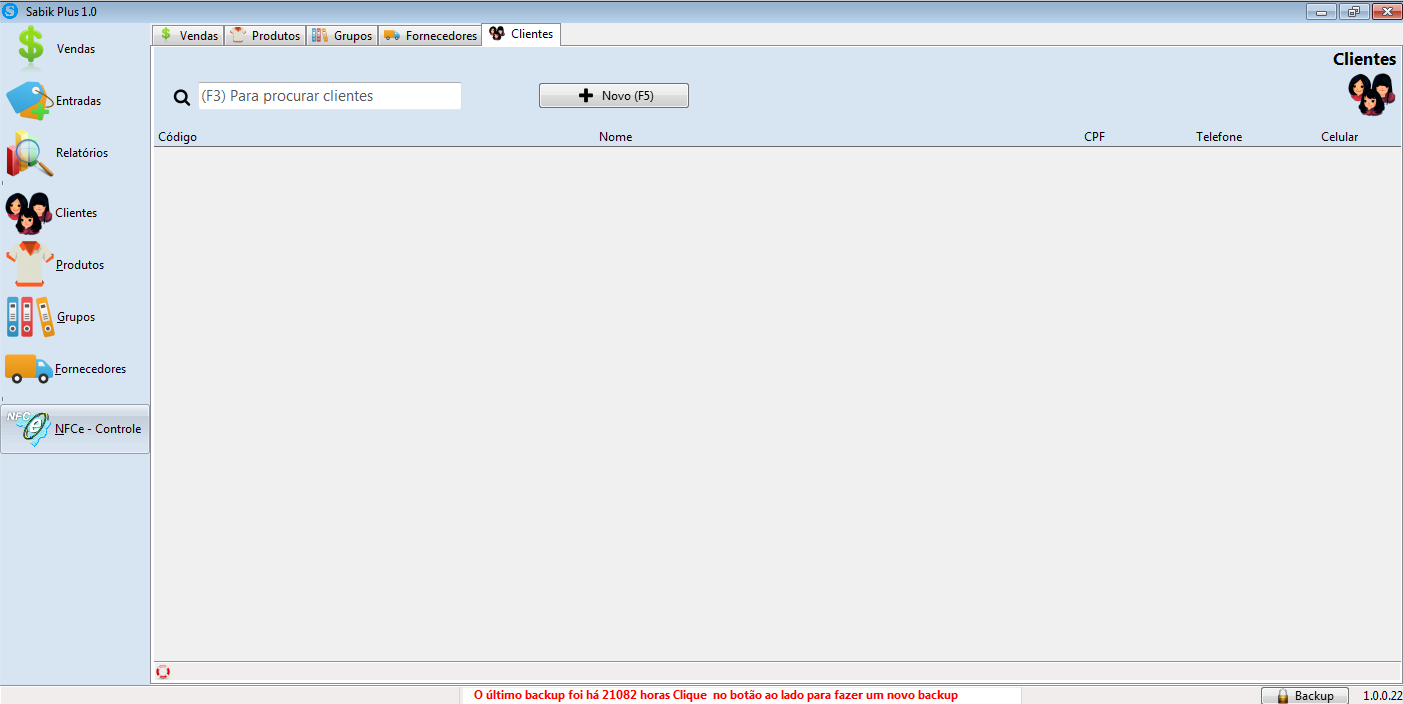 Sabik Plus 1.0
Vendas
Entradas
Relatórios
Clientes
Produtos
Grupos
Fornecedores
NFC
NFCe - Controle
Vendas Produtos Grupos Fornecedores Clientes
Clientes
(F3) Para procurar clientes
Novo (F5)
Código Nome CPF Telefone Celular
O último backup foi há 21082 horas Clique no botão ao lado para fazer um novo backup
Backup
1.0.0.22